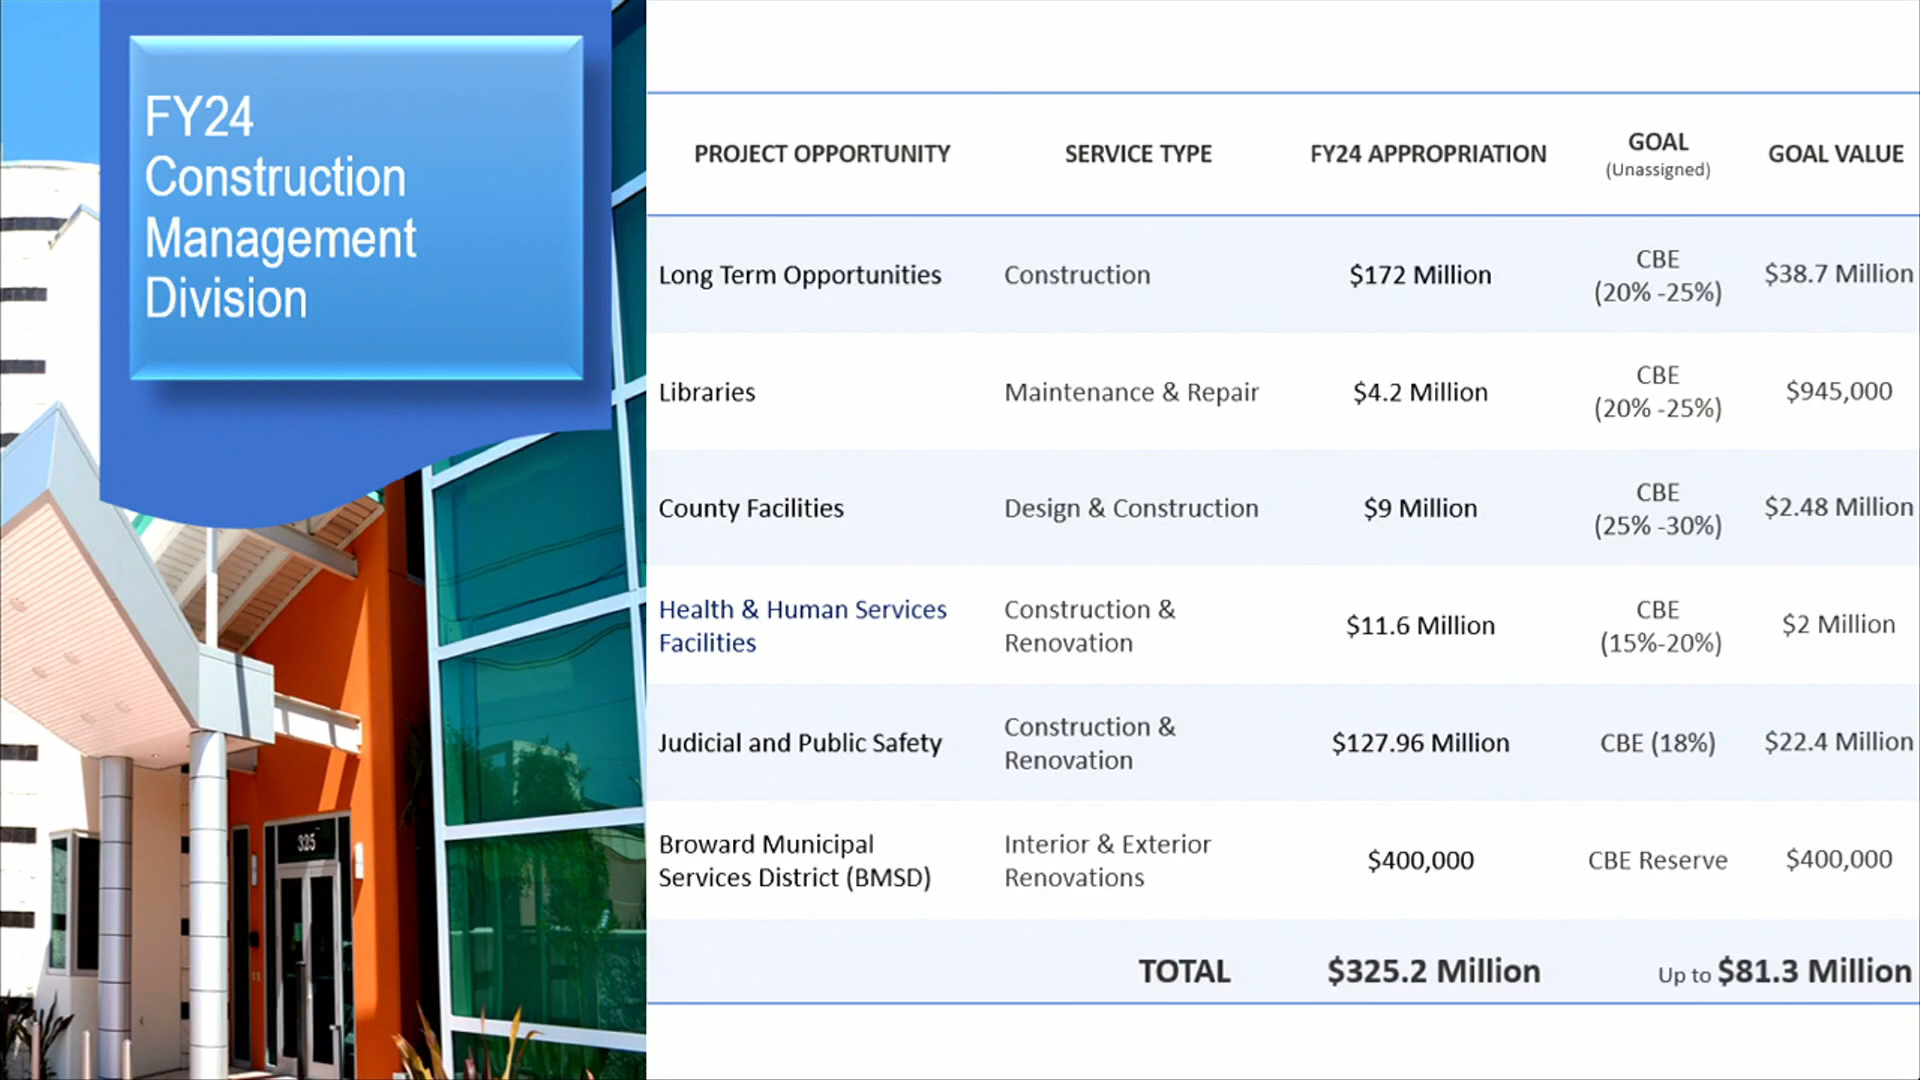 FY24
Construction
Management
Division
PROJECT OPPORTUNITY SERVICE TYPE FY24 APPROPRIATION GOAL (Unassigned) GOAL VALUE
Long Term Opportunities Construction $172 Million CBE (20% -25%) $38.7 Million
Libraries Maintenance & Repair $4.2 Million CBE (20% -25%) $945,000
County Facilities Design & Construction $9 Million CBE (25% -30%) $2.48 Million
Health & Human Services Facilities Construction & Renovation $11.6 Million CBE (15%-20%) $2 Million
Judicial and Public Safety Construction & Renovation $127.96 Million CBE (18%) $22.4 Million
Broward Municipal Services District (BMSD) Interior & Exterior Renovations $400,000 CBE Reserve $400,000
TOTAL $325.2 Million Up to $81.3 Million
325